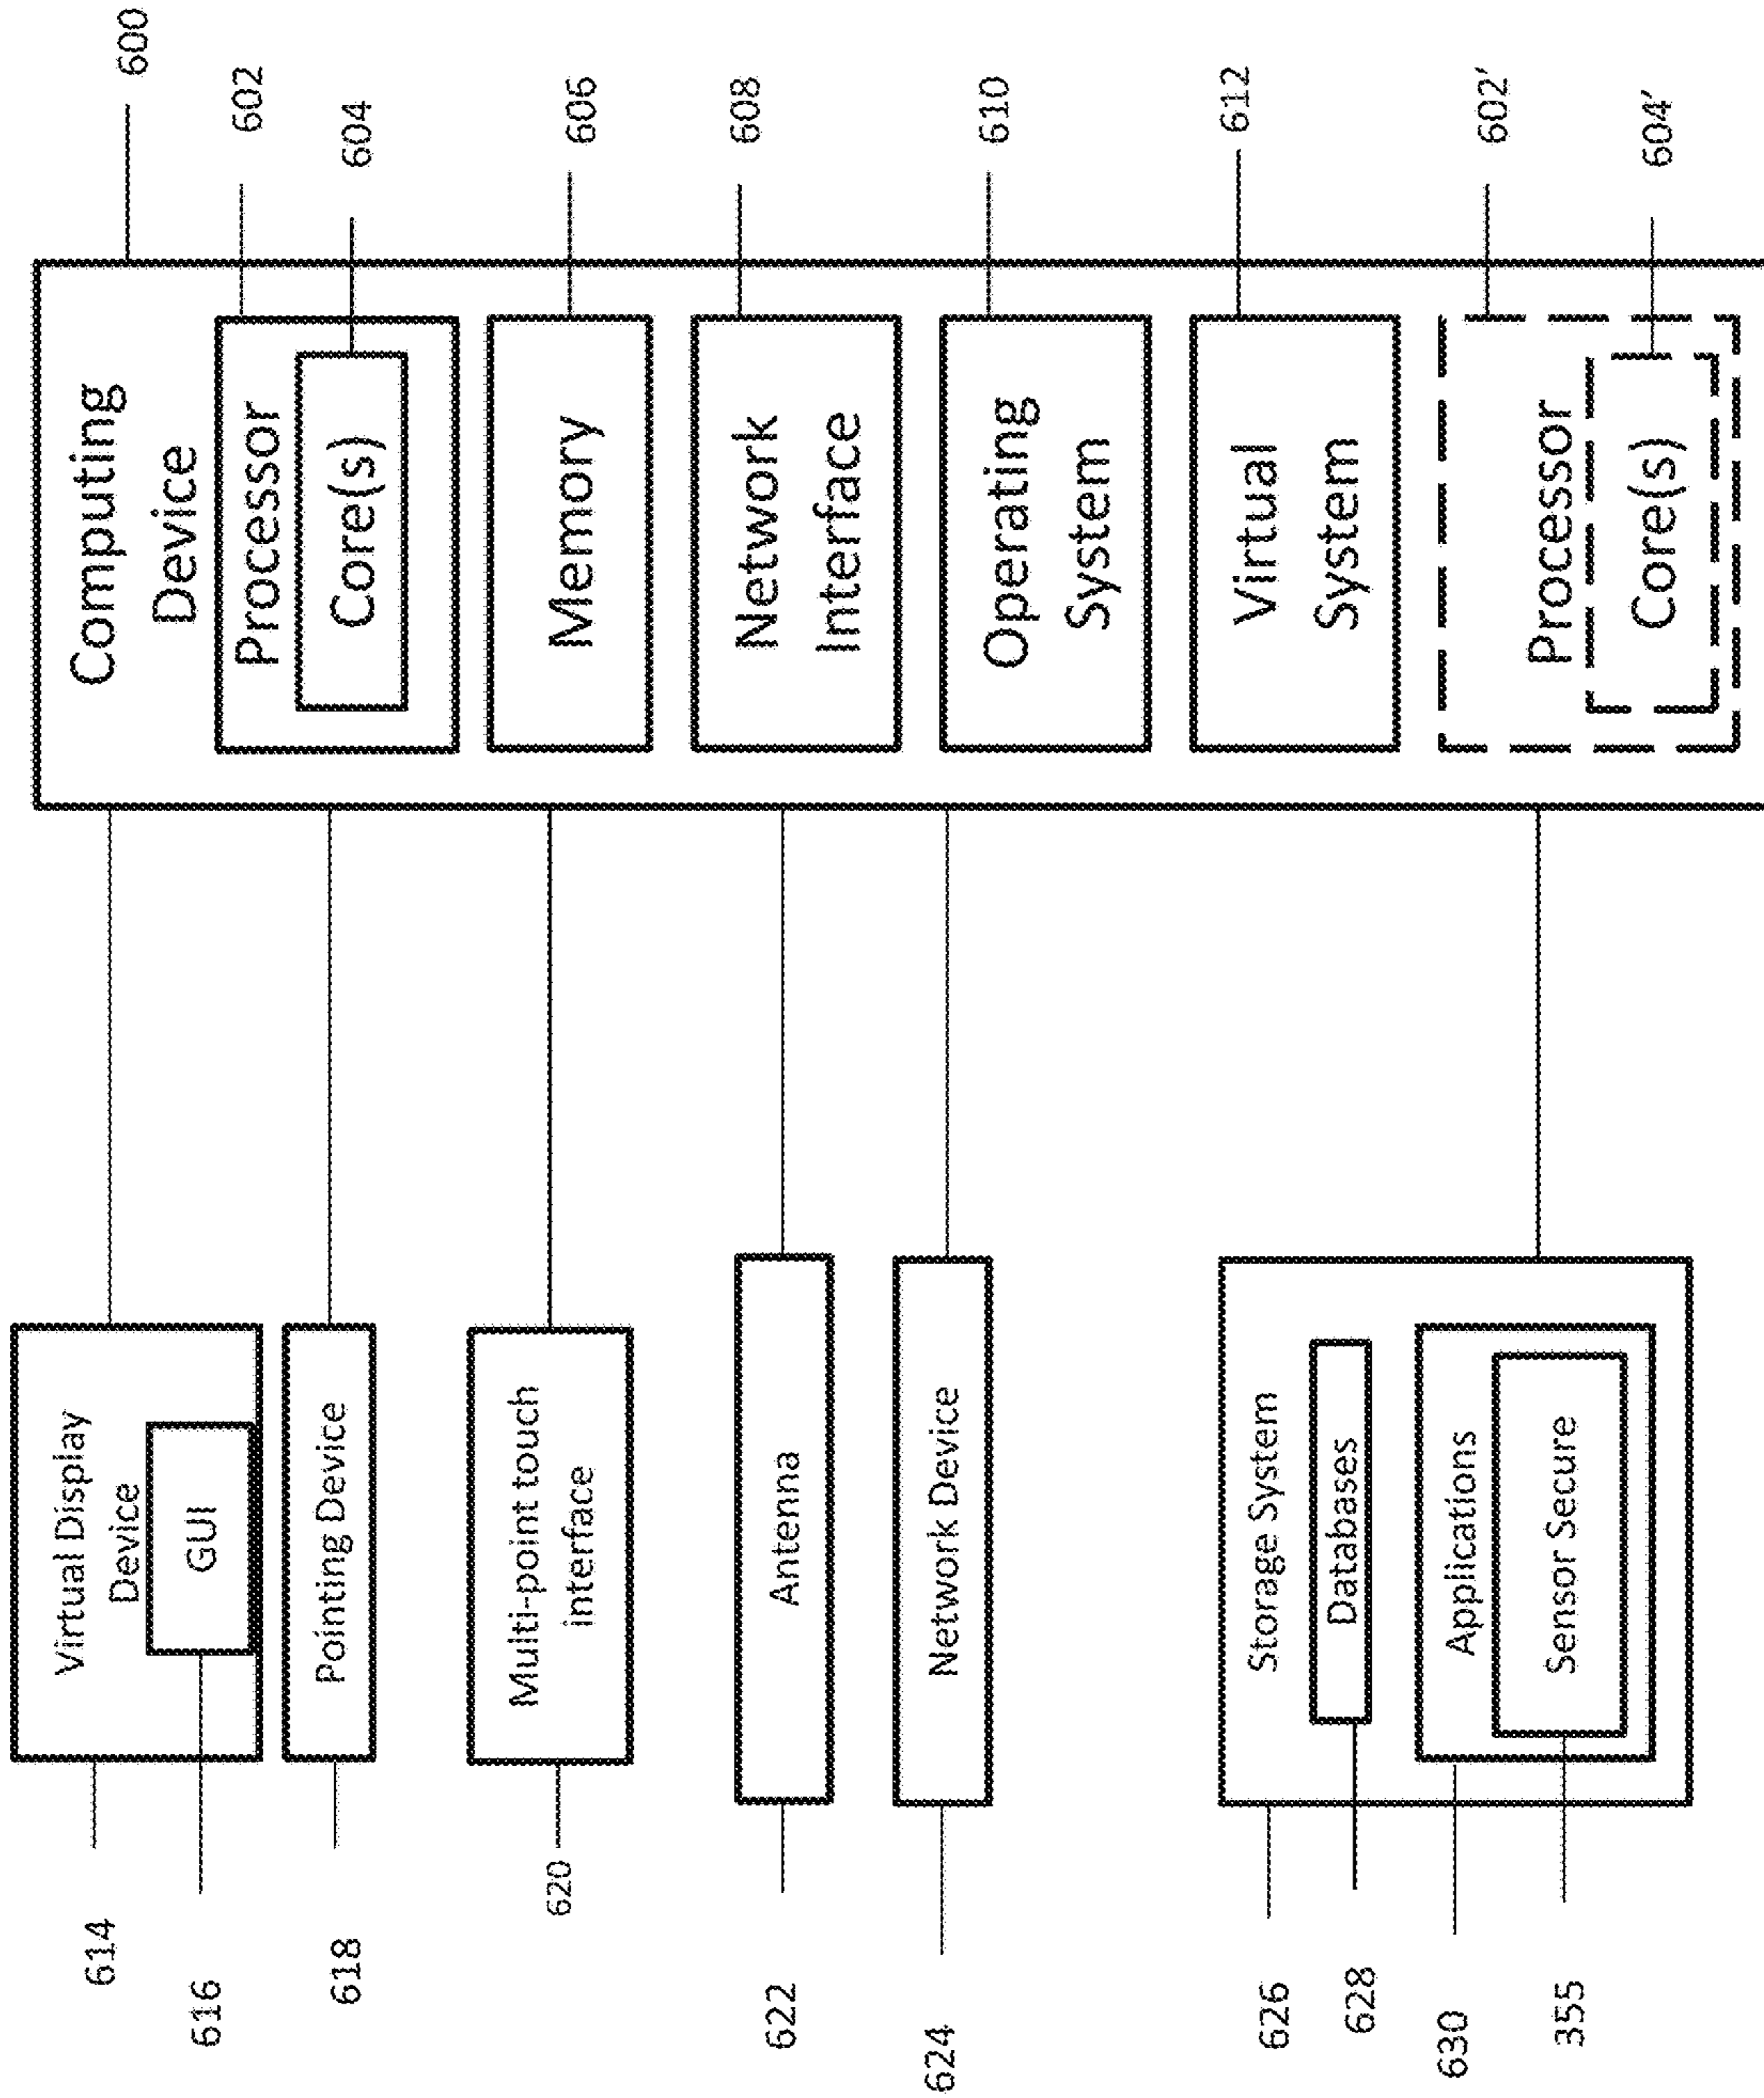 600
Computing
Device
602
Processor
604
Core(s)
606
Memory
608
Network
Interface
610
Operating
System
612
Virtual
System
602'
Processor
604'
Core(s)
614
Virtual Display
Device
616
GUI
618
Pointing Device
620
Multi-point touch
interface
622
Antenna
624
Network Device
626
Storage System
628
Databases
630
Applications
355
Sensor Secure